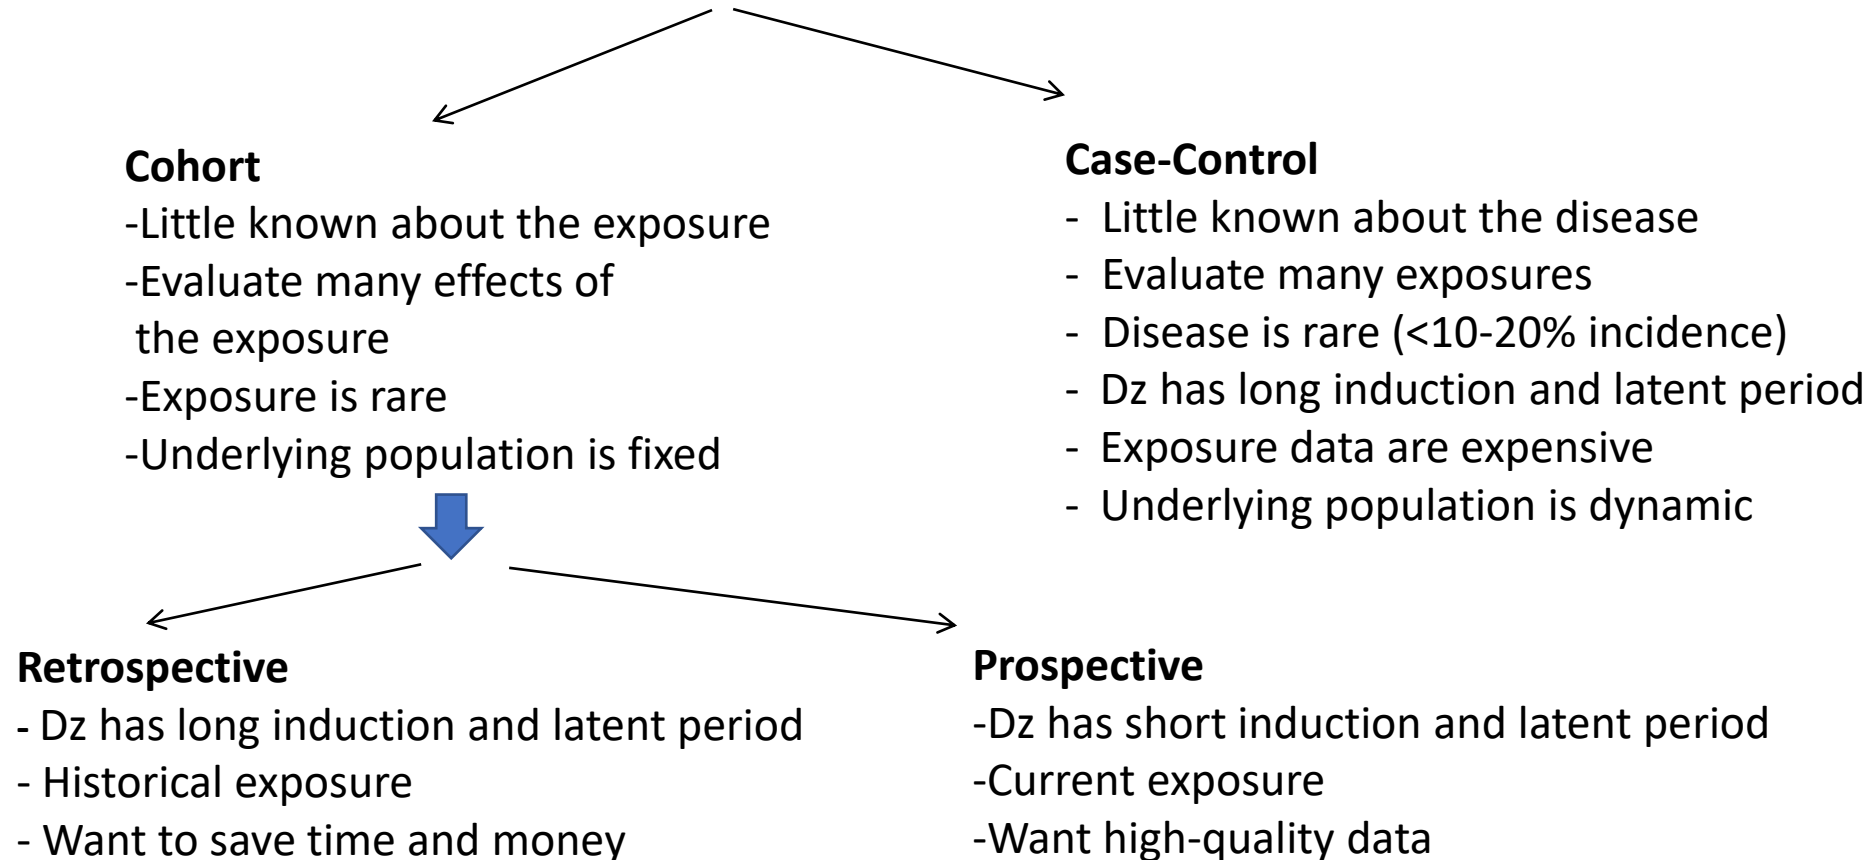 Cohort
-Little known about the exposure
-Evaluate many effects of
the exposure
-Exposure is rare
-Underlying population is fixed
Case-Control
- Little known about the disease
- Evaluate many exposures
- Disease is rare (<10-20% incidence)
- Dz has long induction and latent period
- Exposure data are expensive
- Underlying population is dynamic
Retrospective
- Dz has long induction and latent period
- Historical exposure
- Want to save time and money
Prospective
-Dz has short induction and latent period
-Current exposure
-Want high-quality data